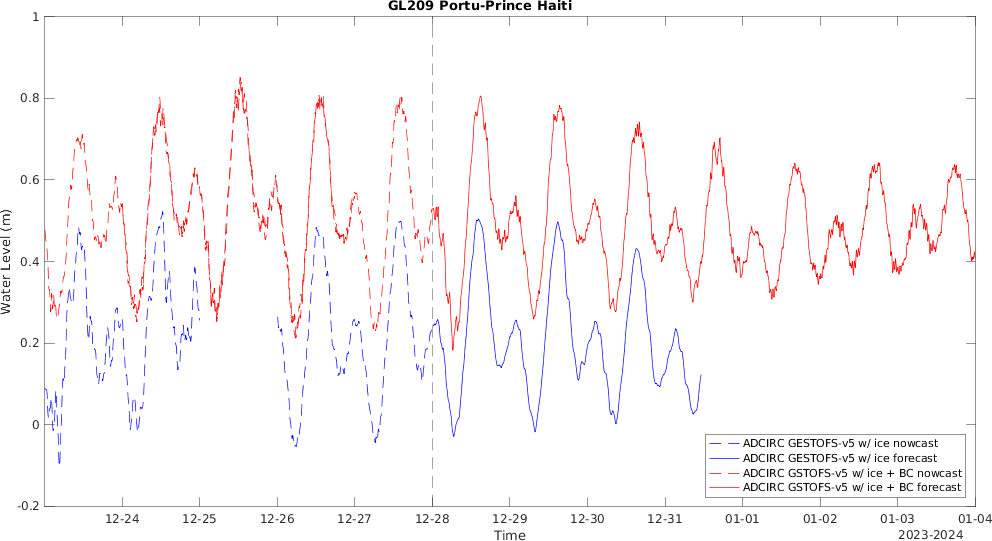 GL209 Portu-Prince Haiti
1
0.8
0.6
0.4
0.2
0
-0.2
Water Level (m)
ADCIRC GESTOFS-v5 w/ ice nowcast
ADCIRC GESTOFS-v5 w/ ice forecast
ADCIRC GSTOFS-v5 w/ ice + BC nowcast
ADCIRC GSTOFS-v5 w/ ice + BC forecast
12-24 12-25 12-26 12-27 12-28 12-29 12-30 12-31 01-01 01-02 01-03 01-04
Time
2023-2024